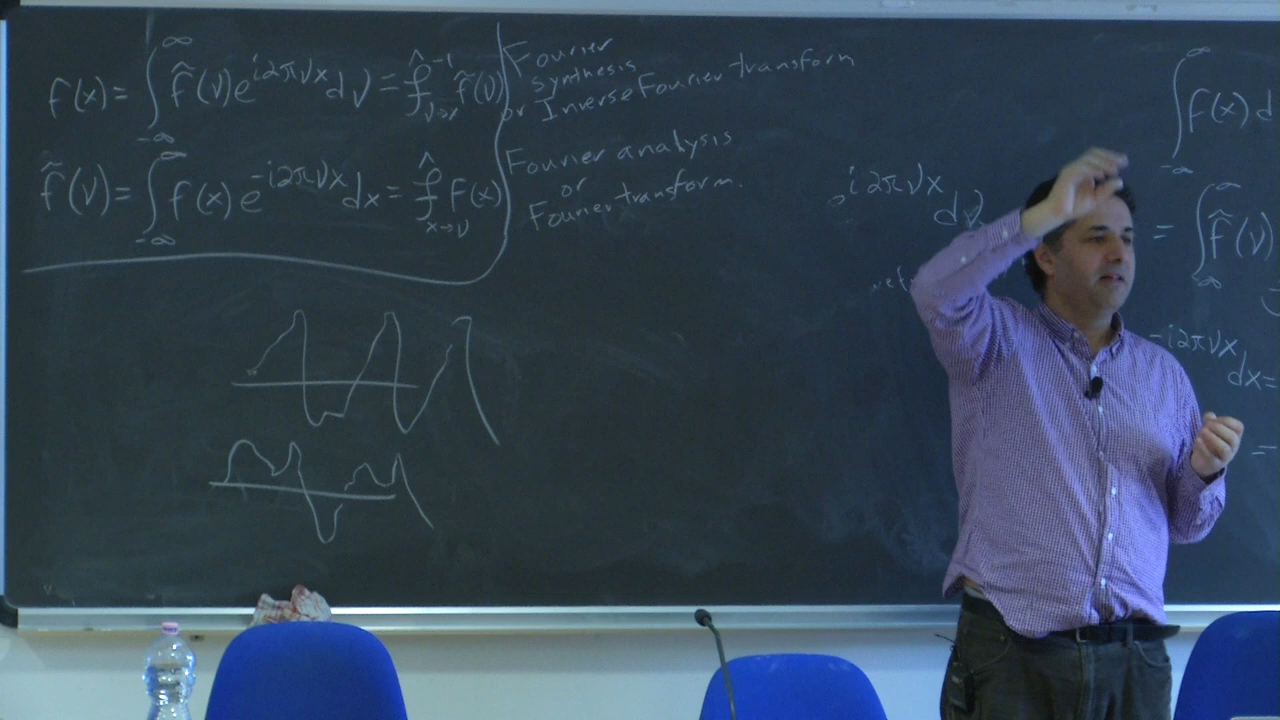 f(x) = ∫_{-∞}^{∞} f̃(ν) e^{i2πνx} dν = f̂^{-1}_{ν→x} f̃(ν)
Fourier
synthesis
or Inverse Fourier transform
f̃(ν) = ∫_{-∞}^{∞} f(x) e^{-i2πνx} dx = f̂_{x→ν} f(x)
Fourier analysis
or
Fourier transform.
∫_{-∞}^{∞} f(x) d
e^{i2πνx} dν
= ∫_{-∞}^{∞} f̃(ν)
-i2πνx
dx =
=